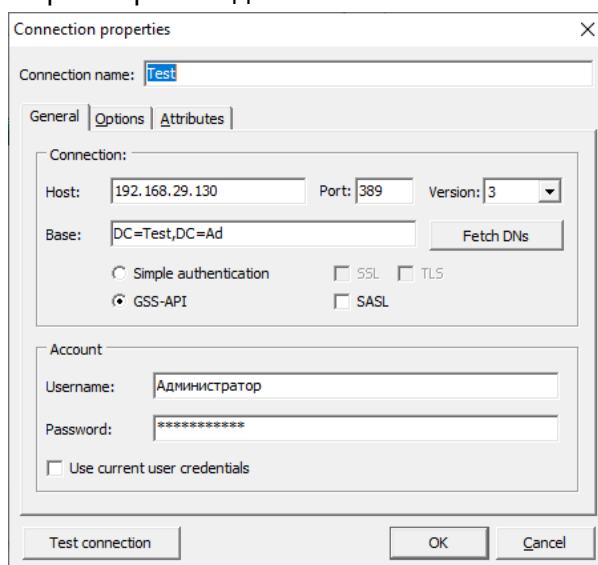 Connection properties
Connection name: Test
General Options Attributes
Connection:
Host: 192.168.29.130 Port: 389 Version: 3
Base: DC=Test,DC=Ad Fetch DNs
Simple authentication SSL TLS
GSS-API SASL
Account
Username: Администратор
Password: ***********
Use current user credentials
Test connection OK Cancel